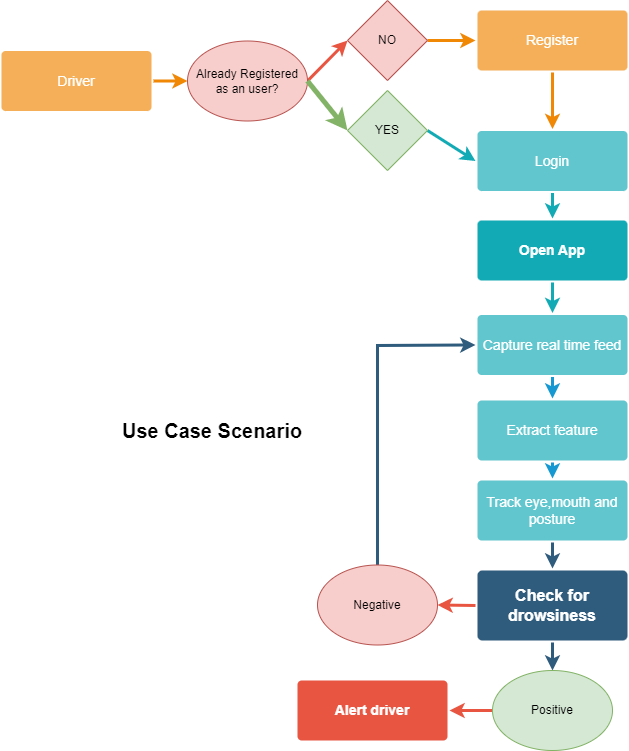 NO
Register
Driver
Already Registered
as an user?
YES
Login
Open App
Capture real time feed
Use Case Scenario
Extract feature
Track eye,mouth and
posture
Check for
drowsiness
Negative
Alert driver
Positive